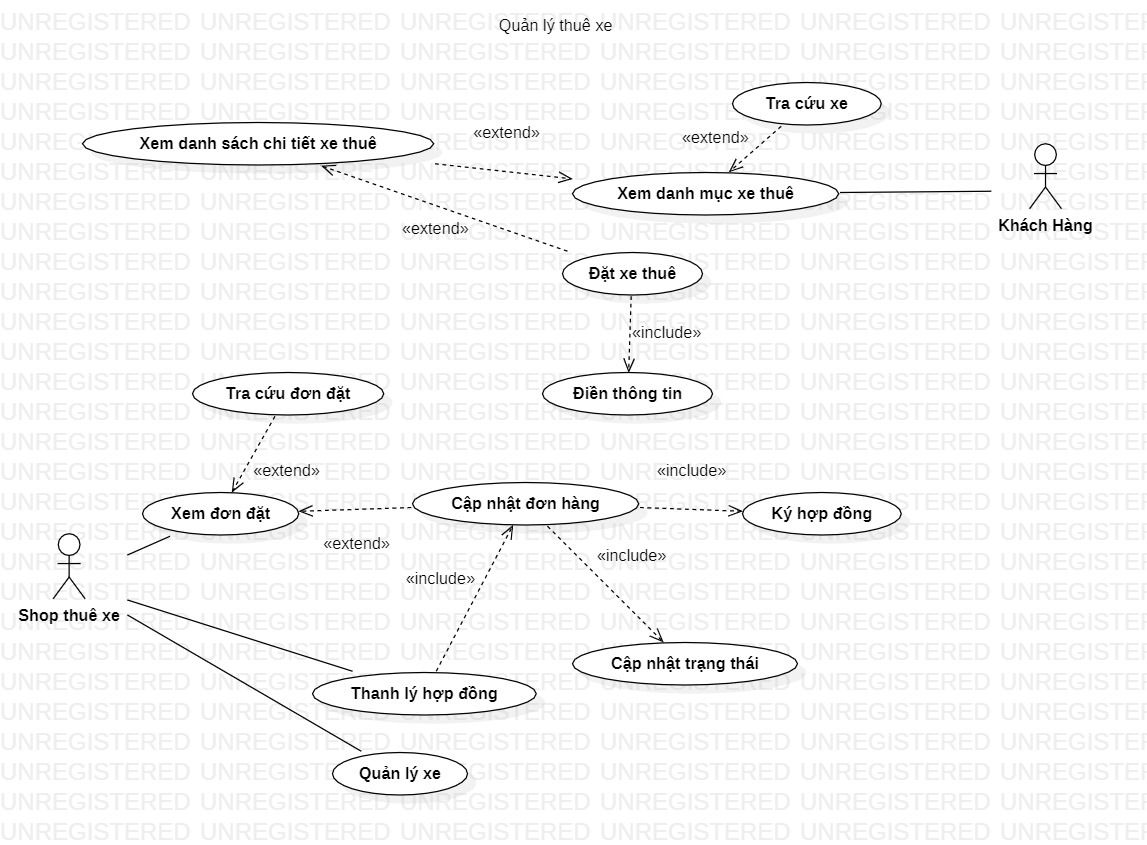 Quản lý thuê xe
Tra cứu xe
«extend»
Xem danh sách chi tiết xe thuê
«extend»
Xem danh mục xe thuê
Khách Hàng
«extend»
Đặt xe thuê
«include»
Tra cứu đơn đặt
Điền thông tin
«extend»
«include»
Xem đơn đặt
Cập nhật đơn hàng
Ký hợp đồng
«extend»
«include»
«include»
Shop thuê xe
Cập nhật trạng thái
Thanh lý hợp đồng
Quản lý xe
UNREGISTERED